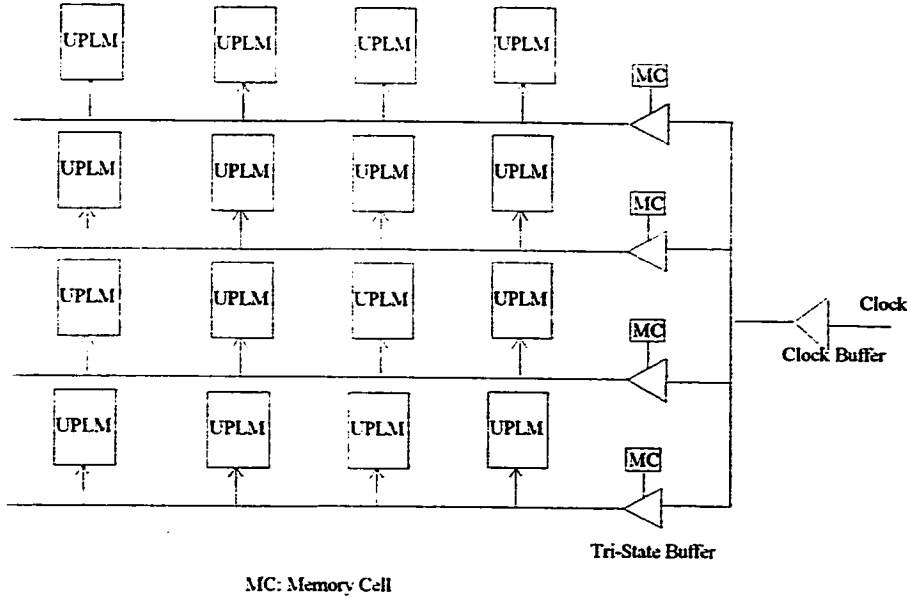 UPLM UPLM UPLM UPLM
MC
UPLM UPLM UPLM UPLM
MC
UPLM UPLM UPLM UPLM
MC
Clock
Clock Buffer
UPLM UPLM UPLM UPLM
MC
Tri-State Buffer
MC: Memory Cell